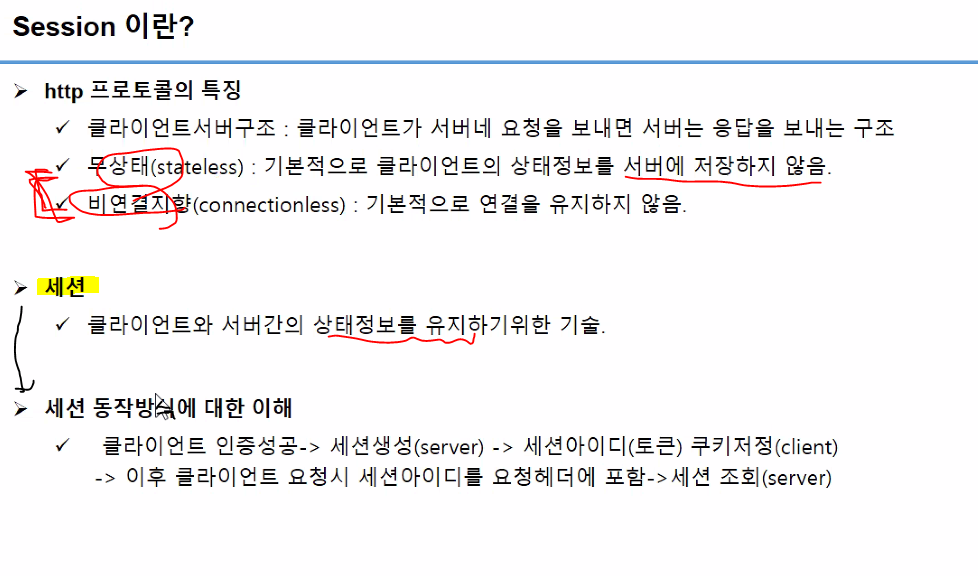 Session 이란?
http 프로토콜의 특징
클라이언트서버구조 : 클라이언트가 서버네 요청을 보내면 서버는 응답을 보내는 구조
무상태(stateless) : 기본적으로 클라이언트의 상태정보를 서버에 저장하지 않음.
비연결지향(connectionless) : 기본적으로 연결을 유지하지 않음.
세션
클라이언트와 서버간의 상태정보를 유지하기위한 기술.
세션 동작방식에 대한 이해
클라이언트 인증성공-> 세션생성(server) -> 세션아이디(토큰) 쿠키저정(client)
-> 이후 클라이언트 요청시 세션아이디를 요청헤더에 포함->세션 조회(server)